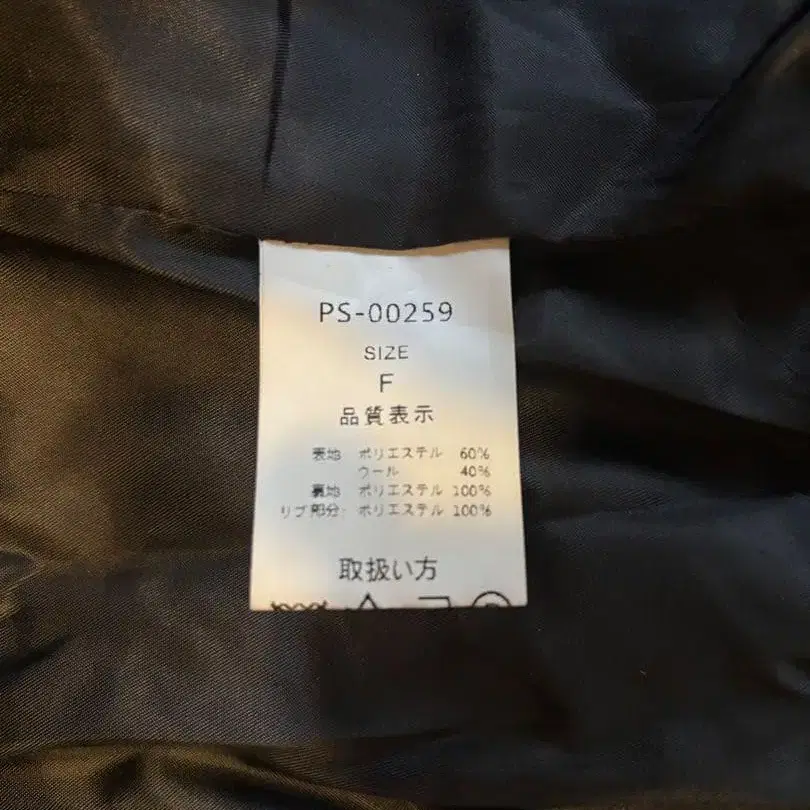 PS-00259
SIZE
F
品質表示
表地 ポリエステル 60%
ウール 40%
裏地 ポリエステル 100%
リブ部分: ポリエステル 100%
取扱い方